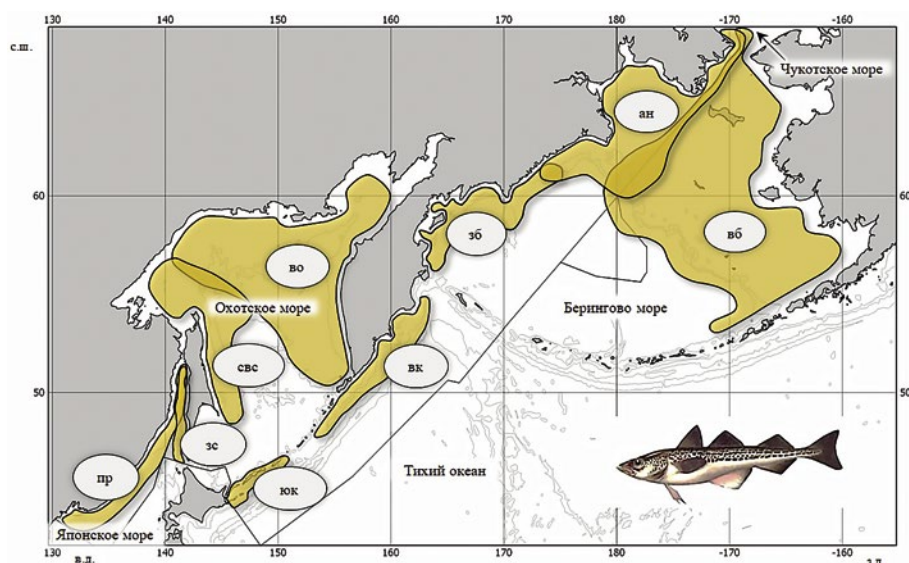 130 140 150 160 170 180 -170 -160
с.ш.
Чукотское море
ан
60 60
зб
вб
во
Охотское море
Берингово море
свс
вк
50 50
зс
пр
Тихий океан
юк
Японское море
130 140 150 160 170 180 -170 -160
в.д. з.д.